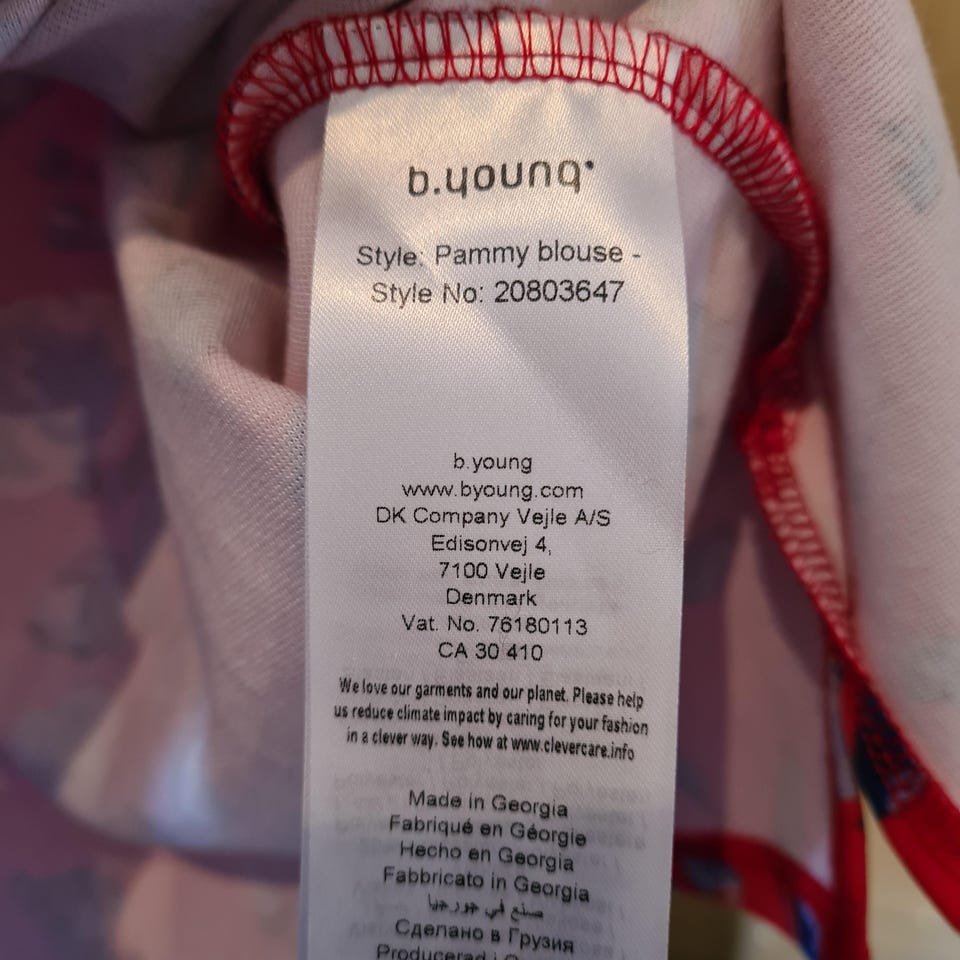 b.young
Style: Pammy blouse -
Style No: 20803647
b.young
www.byoung.com
DK Company Vejle A/S
Edisonvej 4,
7100 Vejle
Denmark
Vat. No. 76180113
CA 30 410
We love our garments and our planet. Please help
us reduce climate impact by caring for your fashion
in a clever way. See how at www.clevercare.info
Made in Georgia
Fabriqué en Géorgie
Hecho en Georgia
Fabbricato in Georgia
صنع في جورجيا
Сделано в Грузия
Producerad i